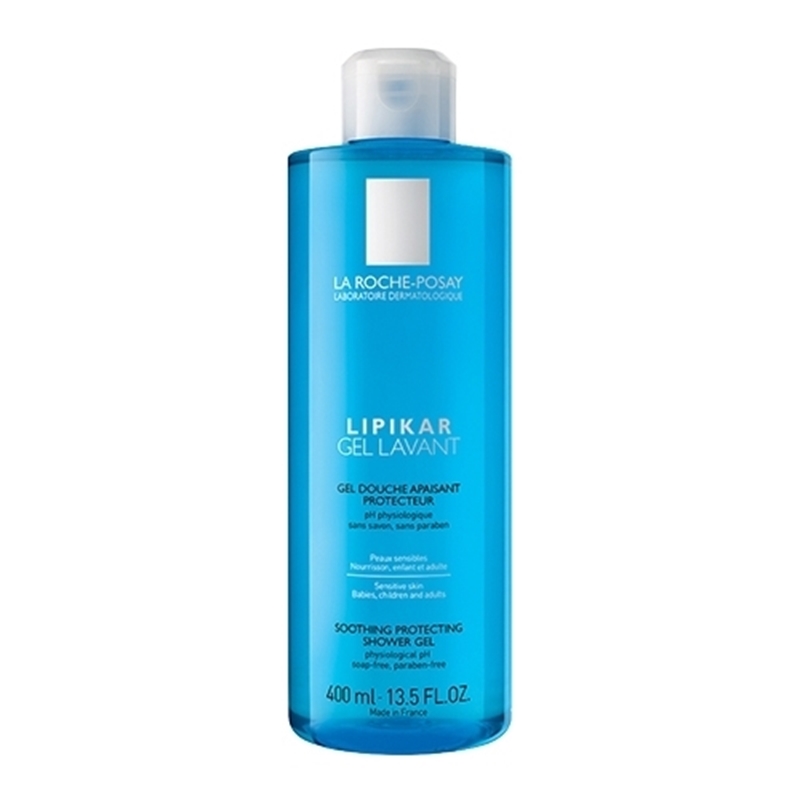 LA ROCHE-POSAY
LABORATOIRE DERMATOLOGIQUE
LIPIKAR
GEL LAVANT
GEL DOUCHE APAISANT
PROTECTEUR
pH physiologique
sans savon, sans paraben
Peaux sensibles
Nourrisson, enfant et adulte
Sensitive skin
Babies, children and adults
SOOTHING PROTECTING
SHOWER GEL
physiological pH
soap-free, paraben-free
400 ml - 13.5 FL.OZ.
Made in France